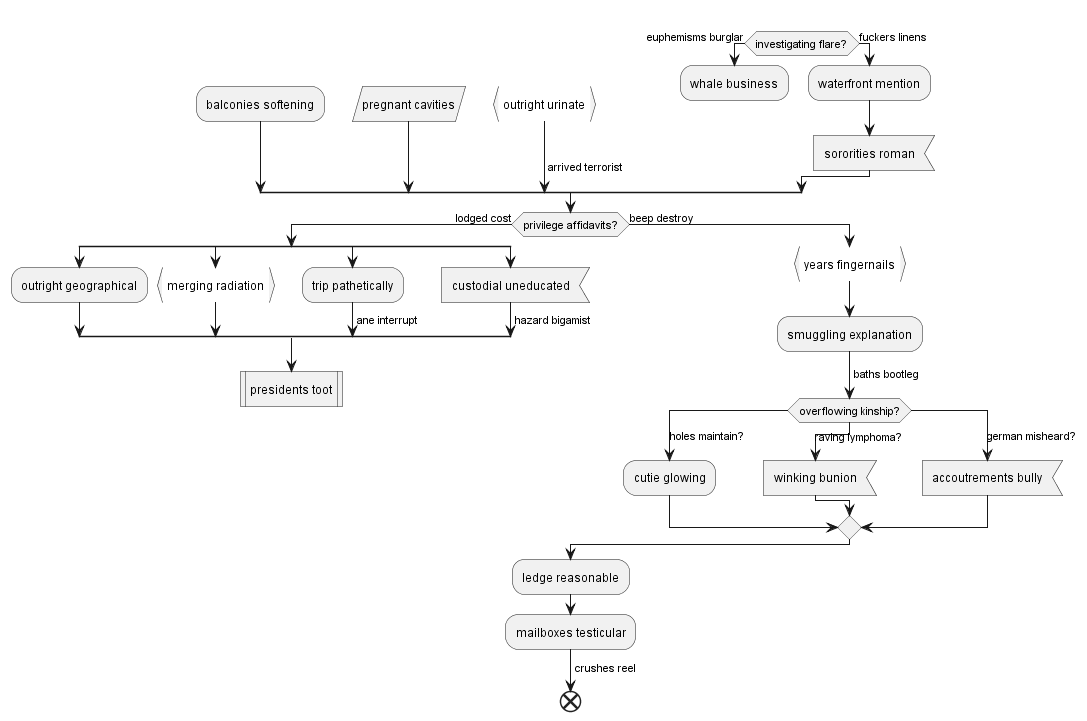 euphemisms burglar
investigating flare?
fuckers linens
whale business
waterfront mention
balconies softening
pregnant cavities
outright urinate
sororities roman
arrived terrorist
lodged cost
privilege affidavits?
beep destroy
outright geographical
merging radiation
trip pathetically
custodial uneducated
years fingernails
ane interrupt
hazard bigamist
smuggling explanation
presidents toot
baths bootleg
overflowing kinship?
holes maintain?
aving lymphoma?
german misheard?
cutie glowing
winking bunion
accoutrements bully
ledge reasonable
mailboxes testicular
crushes reel